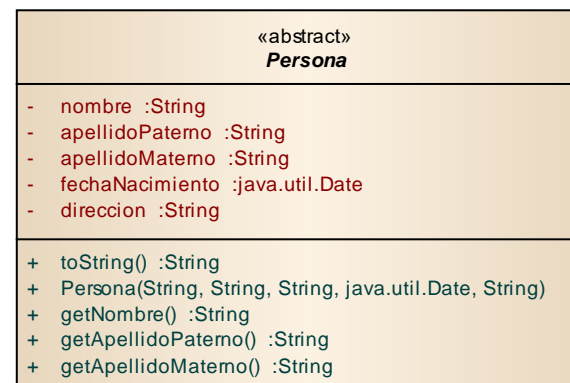 «abstract»
Persona
- nombre :String
- apellidoPaterno :String
- apellidoMaterno :String
- fechaNacimiento :java.util.Date
- direccion :String
+ toString() :String
+ Persona(String, String, String, java.util.Date, String)
+ getNombre() :String
+ getApellidoPaterno() :String
+ getApellidoMaterno() :String